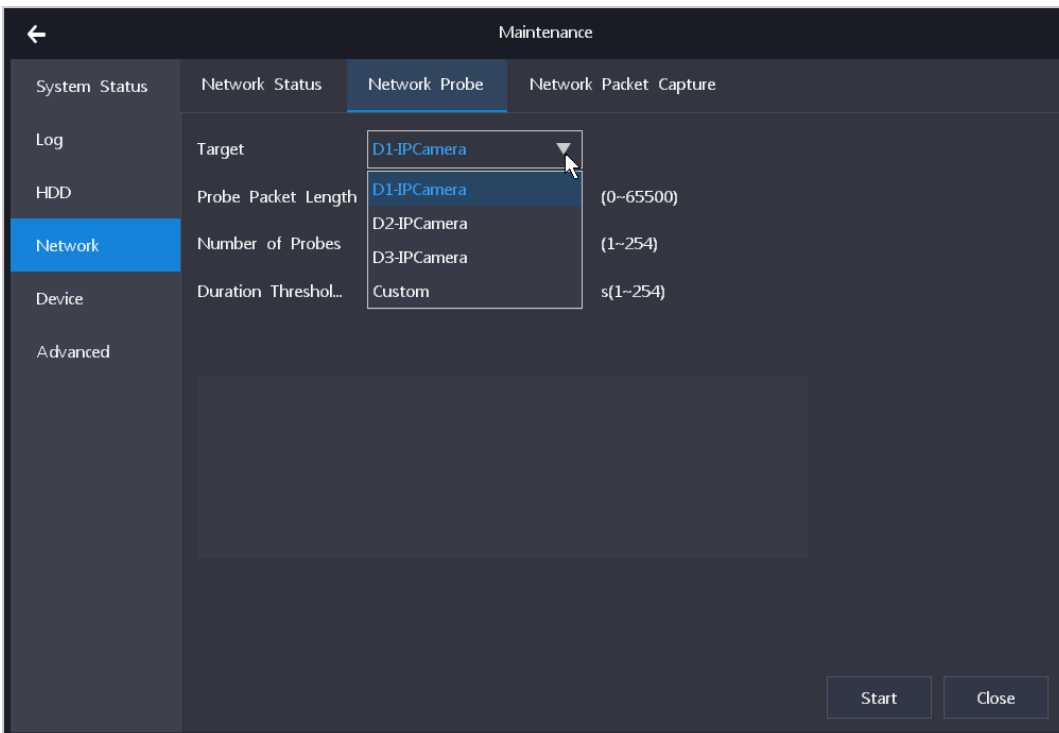 Maintenance
System Status
Log
HDD
Network
Device
Advanced
Network Status
Network Probe
Network Packet Capture
Target
D1-IPCamera
D1-IPCamera
D2-IPCamera
D3-IPCamera
Custom
Probe Packet Length
(0~65500)
Number of Probes
(1~254)
Duration Threshol...
s(1~254)
Start
Close